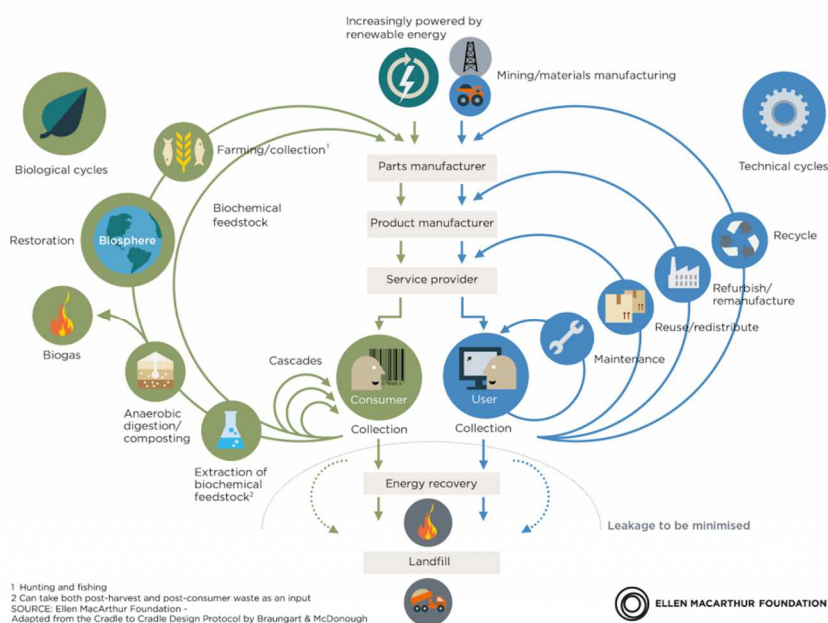 Increasingly powered by
renewable energy
Mining/materials manufacturing
Biological cycles
Technical cycles
Farming/collection¹
Parts manufacturer
Biochemical
feedstock
Product manufacturer
Restoration
Biosphere
Recycle
Service provider
Refurbish/
remanufacture
Reuse/redistribute
Biogas
Cascades
Maintenance
Consumer
User
Anaerobic
digestion/
composting
Collection
Collection
Extraction of
biochemical
feedstock²
Energy recovery
Leakage to be minimised
Landfill
1 Hunting and fishing
2 Can take both post-harvest and post-consumer waste as an input
SOURCE: Ellen MacArthur Foundation -
Adapted from the Cradle to Cradle Design Protocol by Braungart & McDonough
ELLEN MACARTHUR FOUNDATION